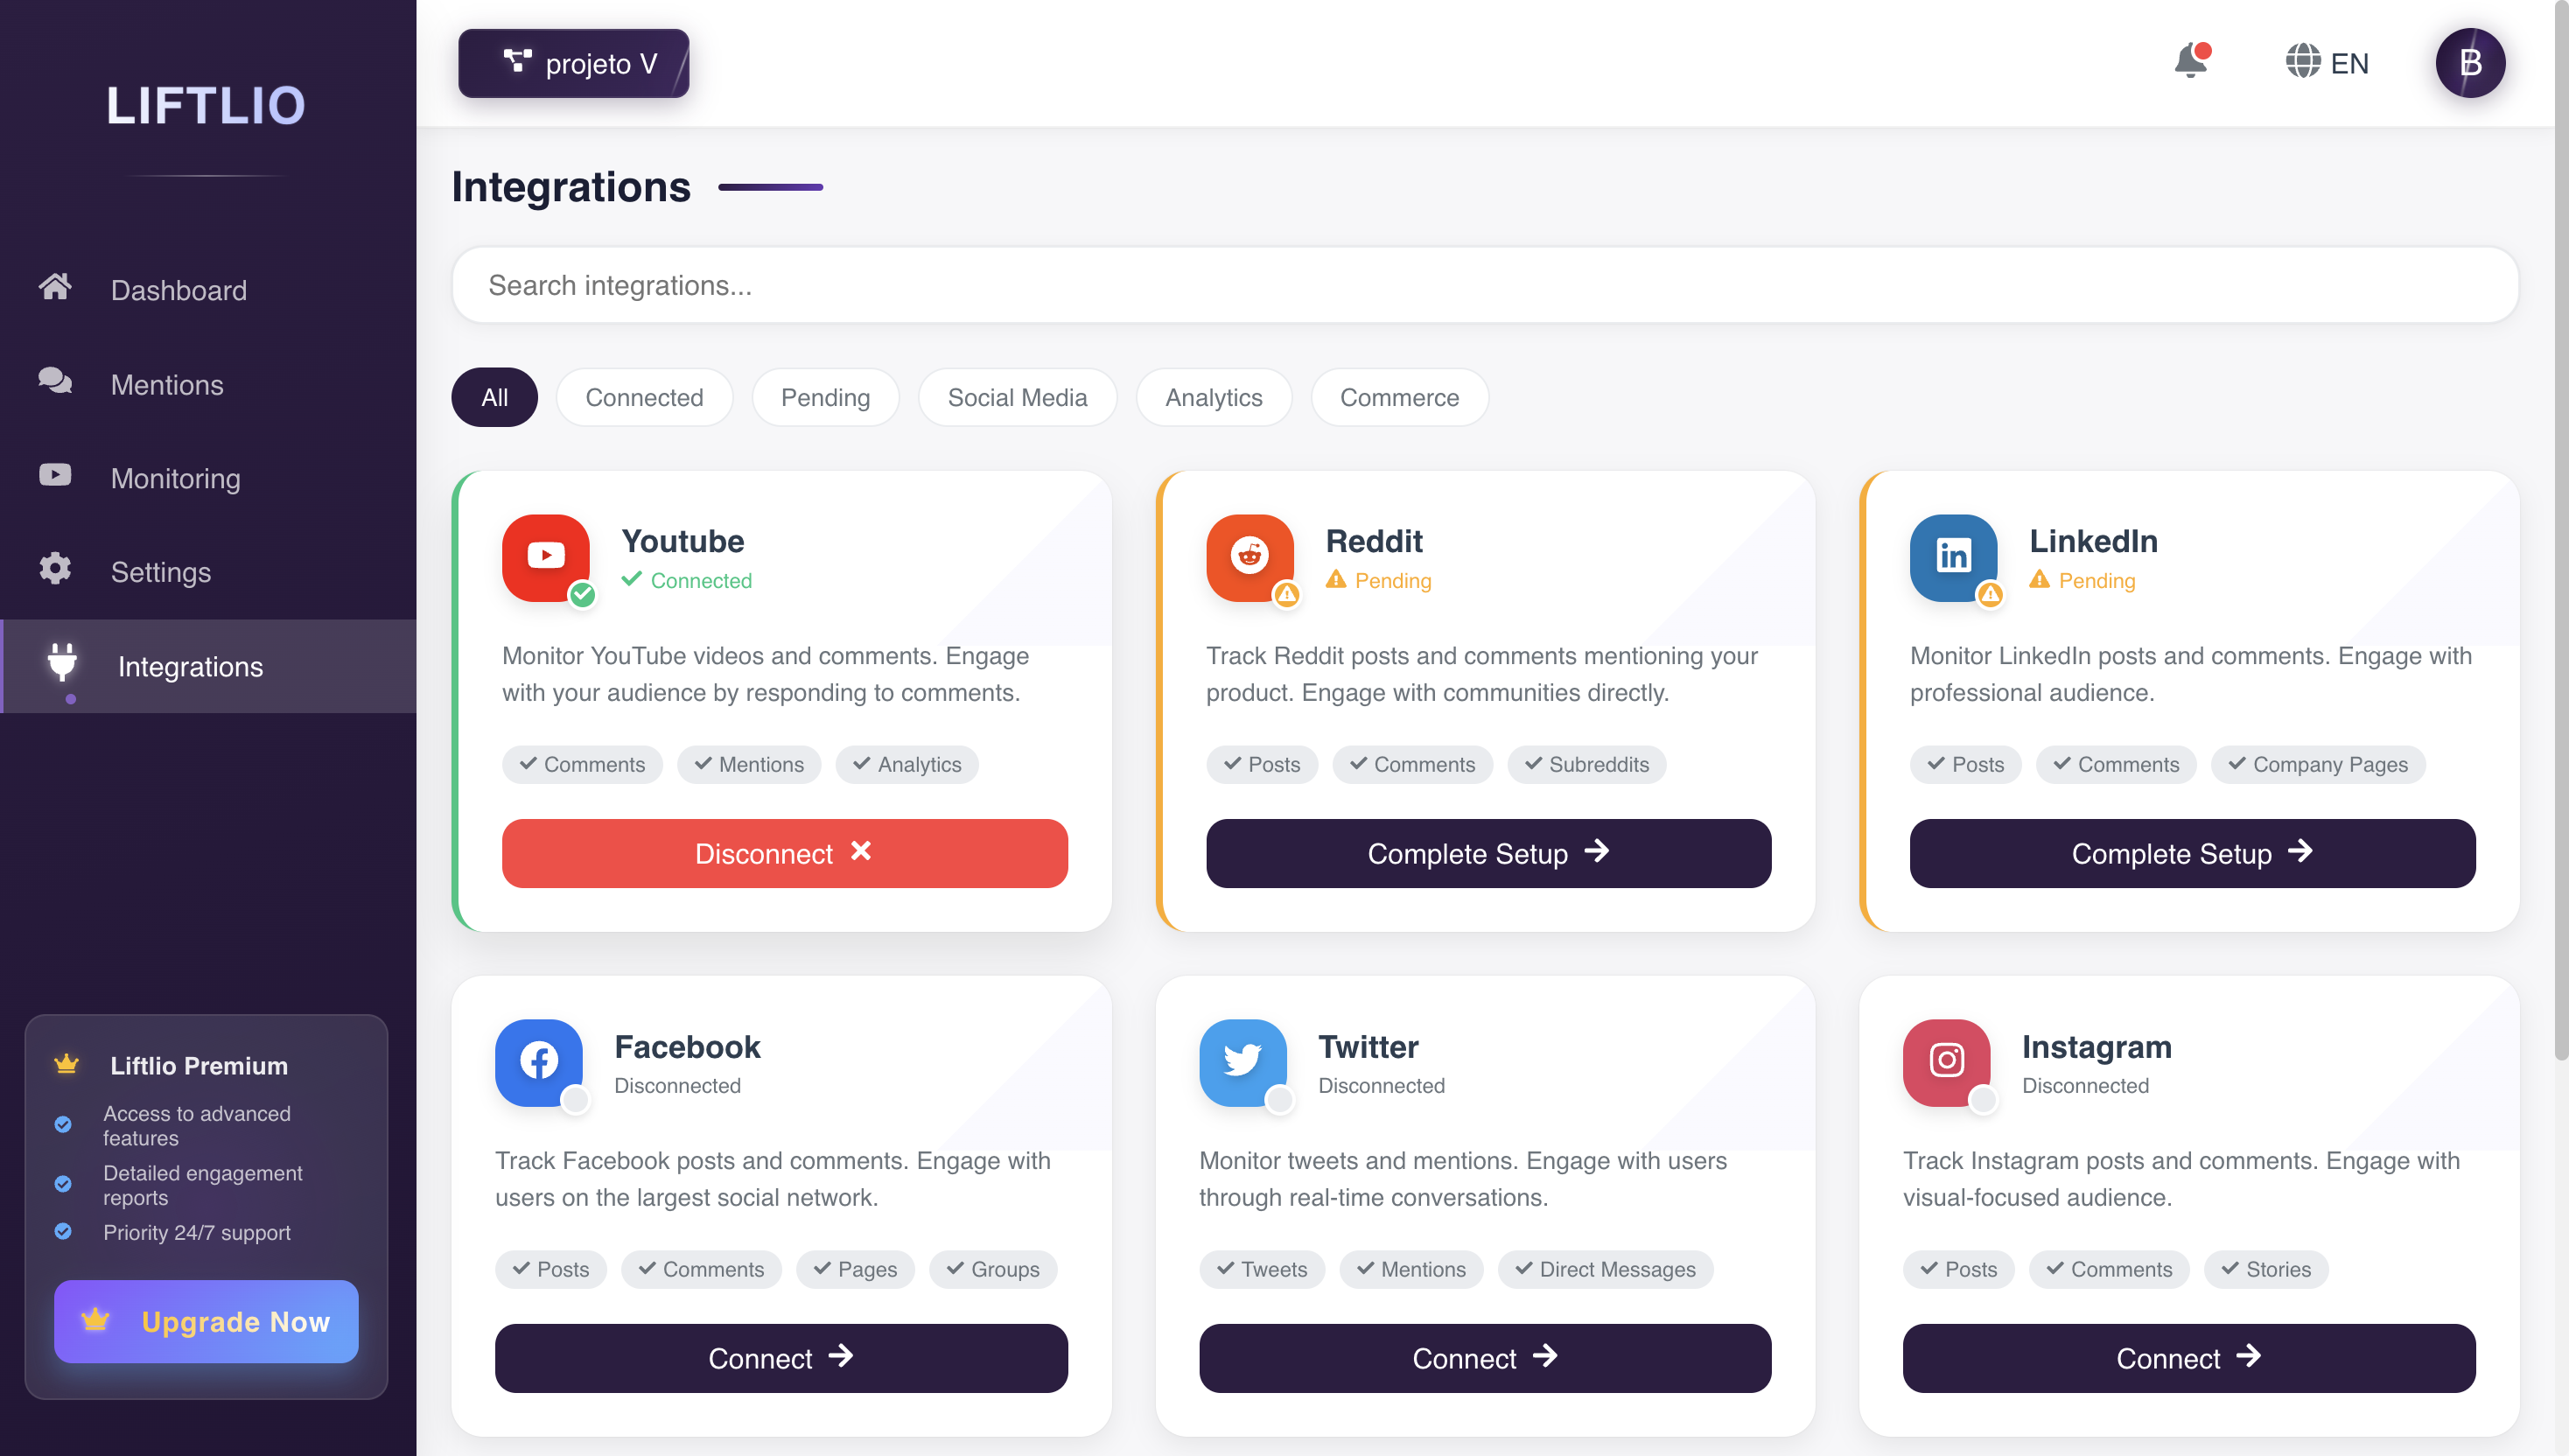 LIFTLIO
Dashboard
Mentions
Monitoring
Settings
Integrations
Liftlio Premium
Access to advanced
features
Detailed engagement
reports
Priority 24/7 support
Upgrade Now
projeto V
EN
B
Integrations
Search integrations...
All
Connected
Pending
Social Media
Analytics
Commerce
Youtube
Connected
Monitor YouTube videos and comments. Engage
with your audience by responding to comments.
Comments
Mentions
Analytics
Disconnect
Reddit
Pending
Track Reddit posts and comments mentioning your
product. Engage with communities directly.
Posts
Comments
Subreddits
Complete Setup
LinkedIn
Pending
Monitor LinkedIn posts and comments. Engage with
professional audience.
Posts
Comments
Company Pages
Complete Setup
Facebook
Disconnected
Track Facebook posts and comments. Engage with
users on the largest social network.
Posts
Comments
Pages
Groups
Connect
Twitter
Disconnected
Monitor tweets and mentions. Engage with users
through real-time conversations.
Tweets
Mentions
Direct Messages
Connect
Instagram
Disconnected
Track Instagram posts and comments. Engage with
visual-focused audience.
Posts
Comments
Stories
Connect